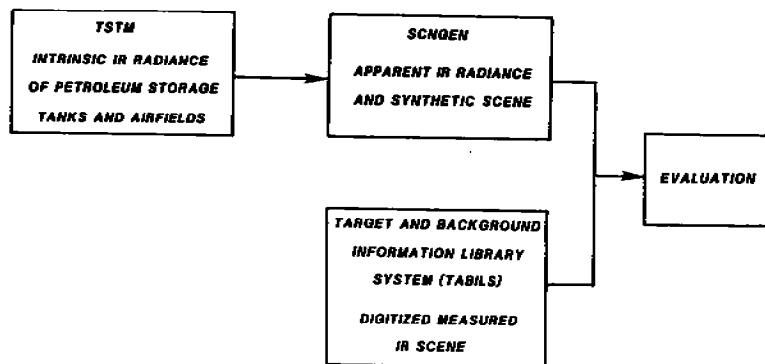 TSTM
INTRINSIC IR RADIANCE
OF PETROLEUM STORAGE
TANKS AND AIRFIELDS
SCNGEN
APPARENT IR RADIANCE
AND SYNTHETIC SCENE
TARGET AND BACKGROUND
INFORMATION LIBRARY
SYSTEM (TABILS)
DIGITIZED MEASURED
IR SCENE
EVALUATION